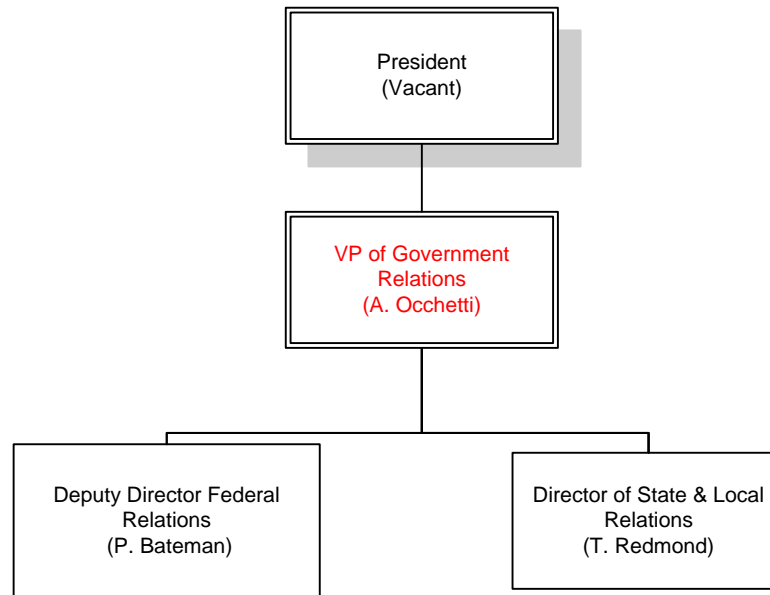 President
(Vacant)
VP of Government
Relations
(A. Occhetti)
Deputy Director Federal
Relations
(P. Bateman)
Director of State & Local
Relations
(T. Redmond)